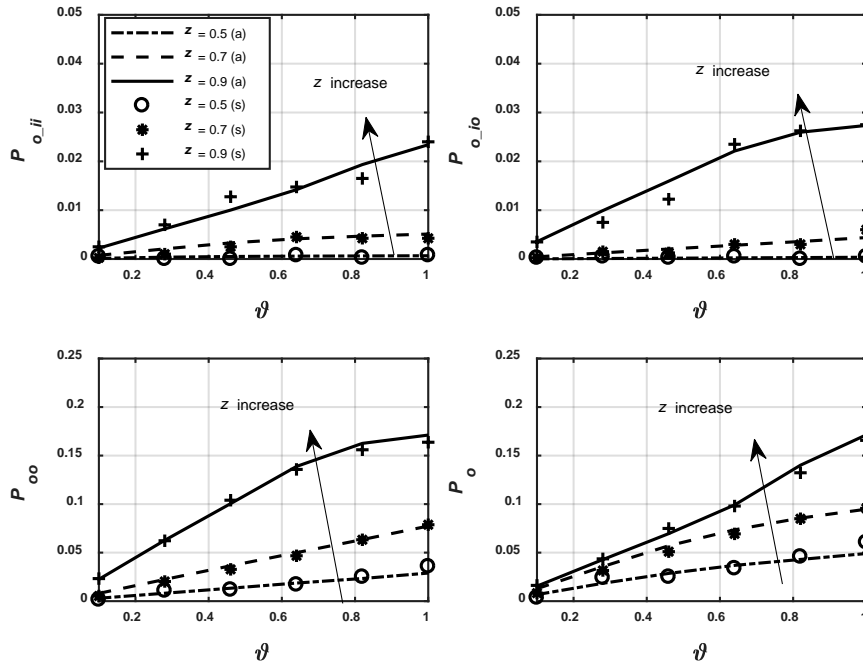 0.05
0.04
0.03
0.02
0.01
0
P o_ii
z = 0.5 (a)
z = 0.7 (a)
z = 0.9 (a)
z = 0.5 (s)
z = 0.7 (s)
z = 0.9 (s)
z increase
0.2 0.4 0.6 0.8 1
ϑ
0.05
0.04
0.03
0.02
0.01
0
P o_io
z increase
0.2 0.4 0.6 0.8 1
ϑ
0.25
0.2
0.15
0.1
0.05
0
P oo
z increase
0.2 0.4 0.6 0.8 1
ϑ
0.25
0.2
0.15
0.1
0.05
0
P o
z increase
0.2 0.4 0.6 0.8 1
ϑ